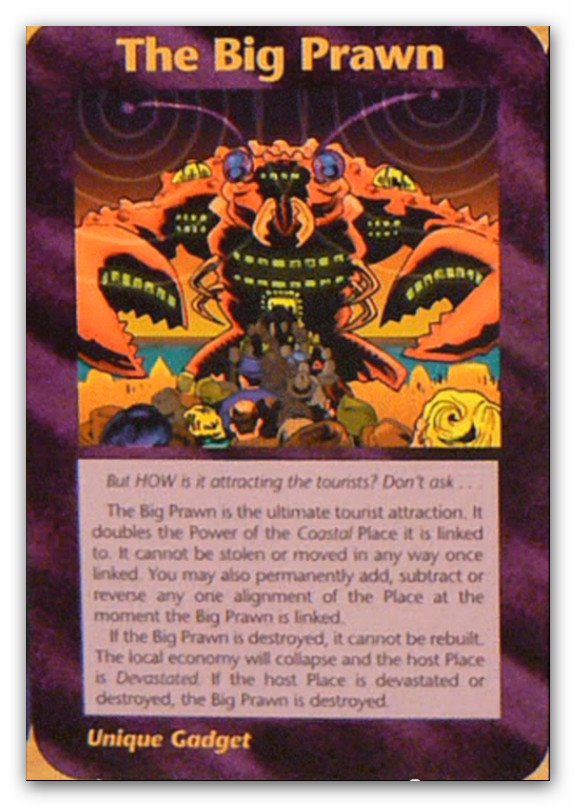 The Big Prawn
But HOW is it attracting the tourists? Don't ask . . .
The Big Prawn is the ultimate tourist attraction. It
doubles the Power of the Coastal Place it is linked
to. It cannot be stolen or moved in any way once
linked. You may also permanently add, subtract or
reverse any one alignment of the Place at the
moment the Big Prawn is linked.
If the Big Prawn is destroyed, it cannot be rebuilt.
The local economy will collapse and the host Place
is Devastated. If the host Place is devastated or
destroyed, the Big Prawn is destroyed.
Unique Gadget